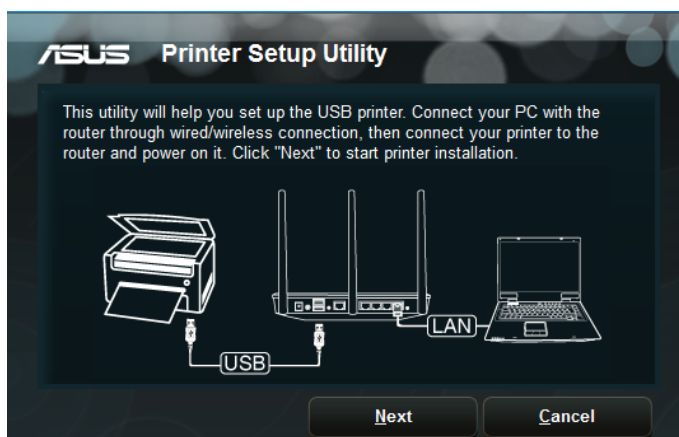 ASUS Printer Setup Utility
This utility will help you set up the USB printer. Connect your PC with the
router through wired/wireless connection, then connect your printer to the
router and power on it. Click "Next" to start printer installation.
LAN
USB
Next Cancel